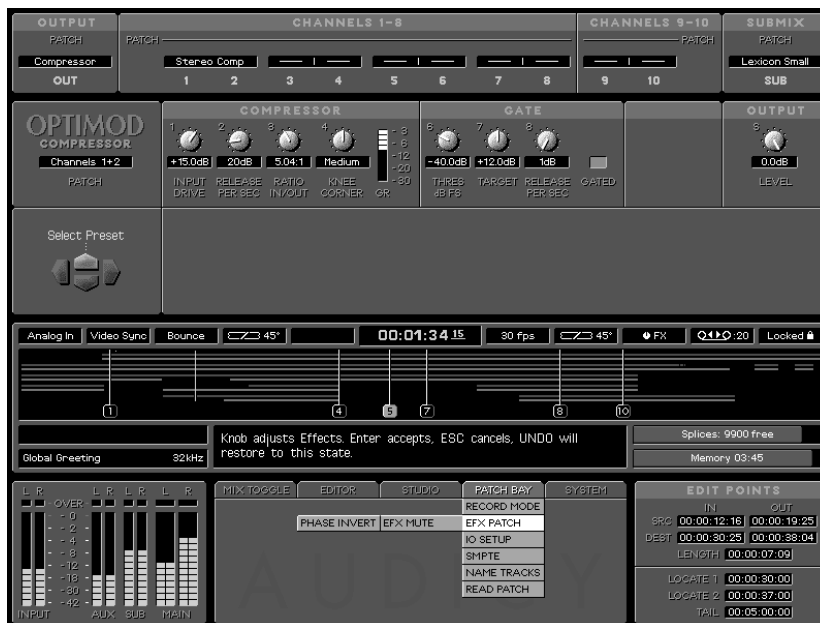 OUTPUT CHANNELS 1-8 CHANNELS 9-10 SUBMIX
PATCH PATCH PATCH PATCH
Compressor Stereo Comp Lexicon Small
OUT 1 2 3 4 5 6 7 8 9 10 SUB
OPTIMOD COMPRESSOR GATE OUTPUT
COMPRESSOR 1 2 3 4 6 7 8 S
Channels 1+2 +15.0dB 20dB 5.04:1 Medium -3 -6 -12 -20 -30 -40.0dB +12.0dB 1dB 0.0dB
PATCH INPUT DRIVE RELEASE PER SEC RATIO IN/OUT KNEE CORNER GR THRES dB FS TARGET RELEASE PER SEC GATED LEVEL
Select Preset
Analog In Video Sync Bounce 45° 00:01:34 15 30 fps 45° FX :20 Locked
1 4 5 7 8 10
Knob adjusts Effects. Enter accepts, ESC cancels, UNDO will
restore to this state.
Splices: 9900 free
Global Greeting 32kHz Memory 03:45
L R L R L R MIX TOGGLE EDITOR STUDIO PATCH BAY SYSTEM EDIT POINTS
OVER
0
2
4
8
12
18
30
42
INPUT AUX SUB MAIN
RECORD MODE
PHASE INVERT EFX MUTE EFX PATCH
IO SETUP
SMPTE
NAME TRACKS
READ PATCH
AUDICY
IN OUT
SRC 00:00:12:16 00:00:19:25
DEST 00:00:30:25 00:00:38:04
LENGTH 00:00:07:09
LOCATE 1 00:00:30:00
LOCATE 2 00:00:37:00
TAIL 00:05:00:00